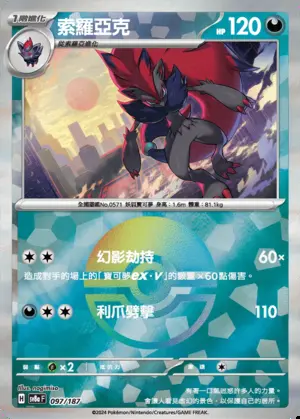 1階進化
索羅亞克
HP 120
從索羅亞進化
全國圖鑑No.0571 妖狐寶可夢 身高：1.6m 體重：81.1kg
幻影劫持 60×
造成對手的場上的「寶可夢ex・V」的數量×60點傷害。
利爪劈擊 110
Illus. nagimiso
H sv8a F 097/187
©2024 Pokémon/Nintendo/Creatures/GAME FREAK.